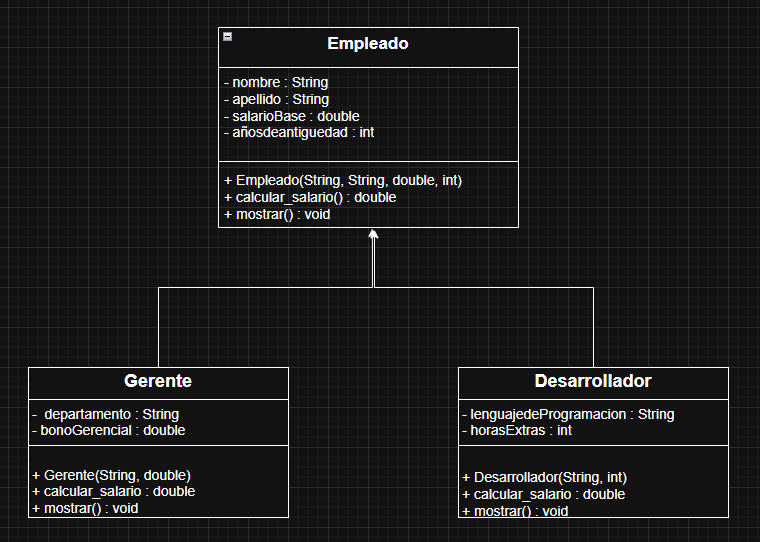 Empleado
- nombre : String
- apellido : String
- salarioBase : double
- añosdeantiguedad : int
+ Empleado(String, String, double, int)
+ calcular_salario() : double
+ mostrar() : void
Gerente
- departamento : String
- bonoGerencial : double
+ Gerente(String, double)
+ calcular_salario : double
+ mostrar() : void
Desarrollador
- lenguajedeProgramacion : String
- horasExtras : int
+ Desarrollador(String, int)
+ calcular_salario : double
+ mostrar() : void